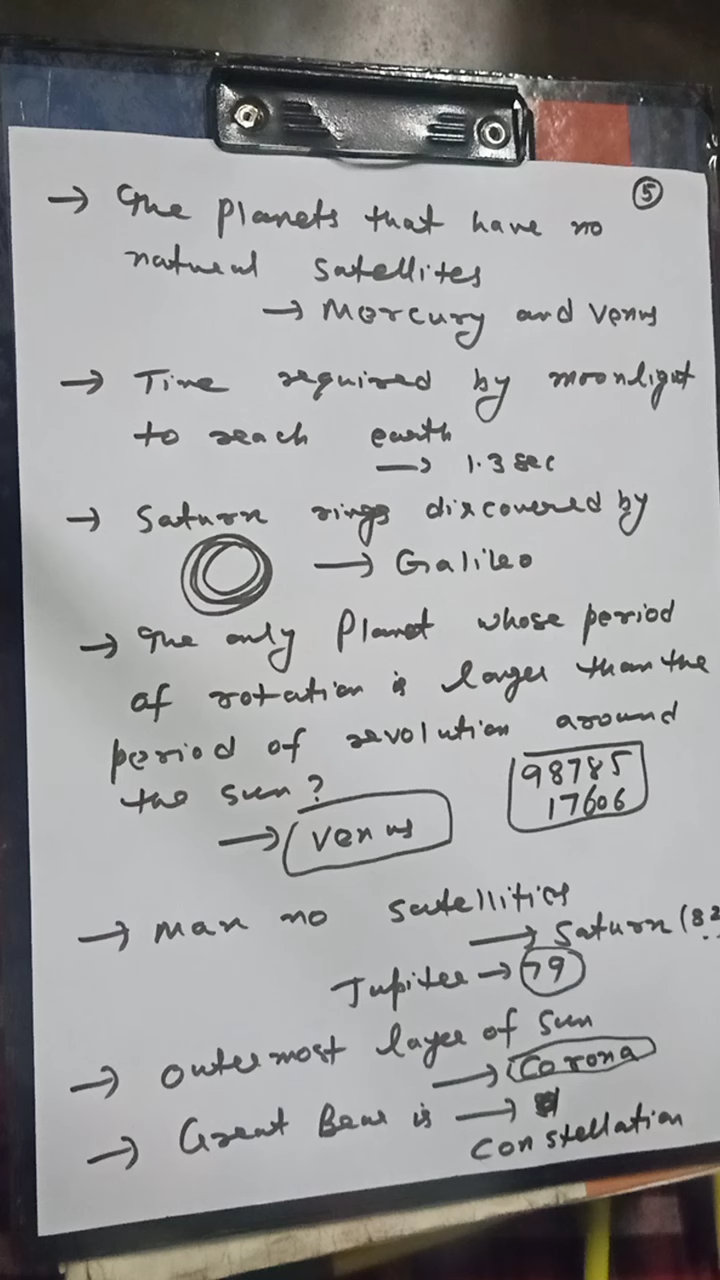 5
→ The Planets that have no
natural satellites
→ Mercury and Venus
→ Time required by moonlight
to reach earth
→ 1.3 sec
→ Saturn rings discovered by
→ Galileo
→ The only Planet whose period
of rotation is larger than the
period of revolution around
the sun?
98785
17606
→ Venus
→ Max no satellities
→ Saturn (82
Jupiter → 79
→ Outermost layer of Sun
→ Corona
→ Great Bear is →
Constellation